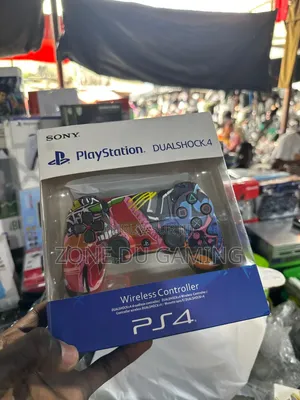 SONY
PlayStation. DUALSHOCK.4
ZONE DU GAMING
Wireless Controller
PS4